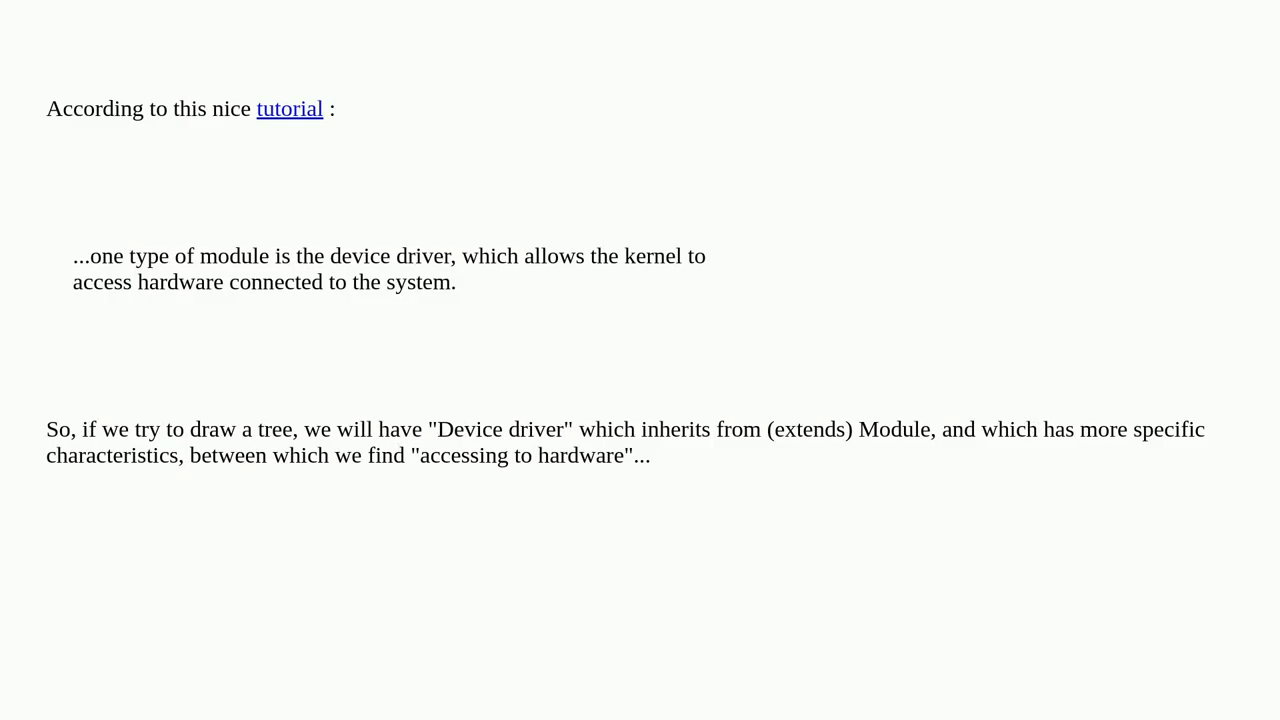 According to this nice tutorial :
...one type of module is the device driver, which allows the kernel to
access hardware connected to the system.
So, if we try to draw a tree, we will have "Device driver" which inherits from (extends) Module, and which has more specific
characteristics, between which we find "accessing to hardware"...